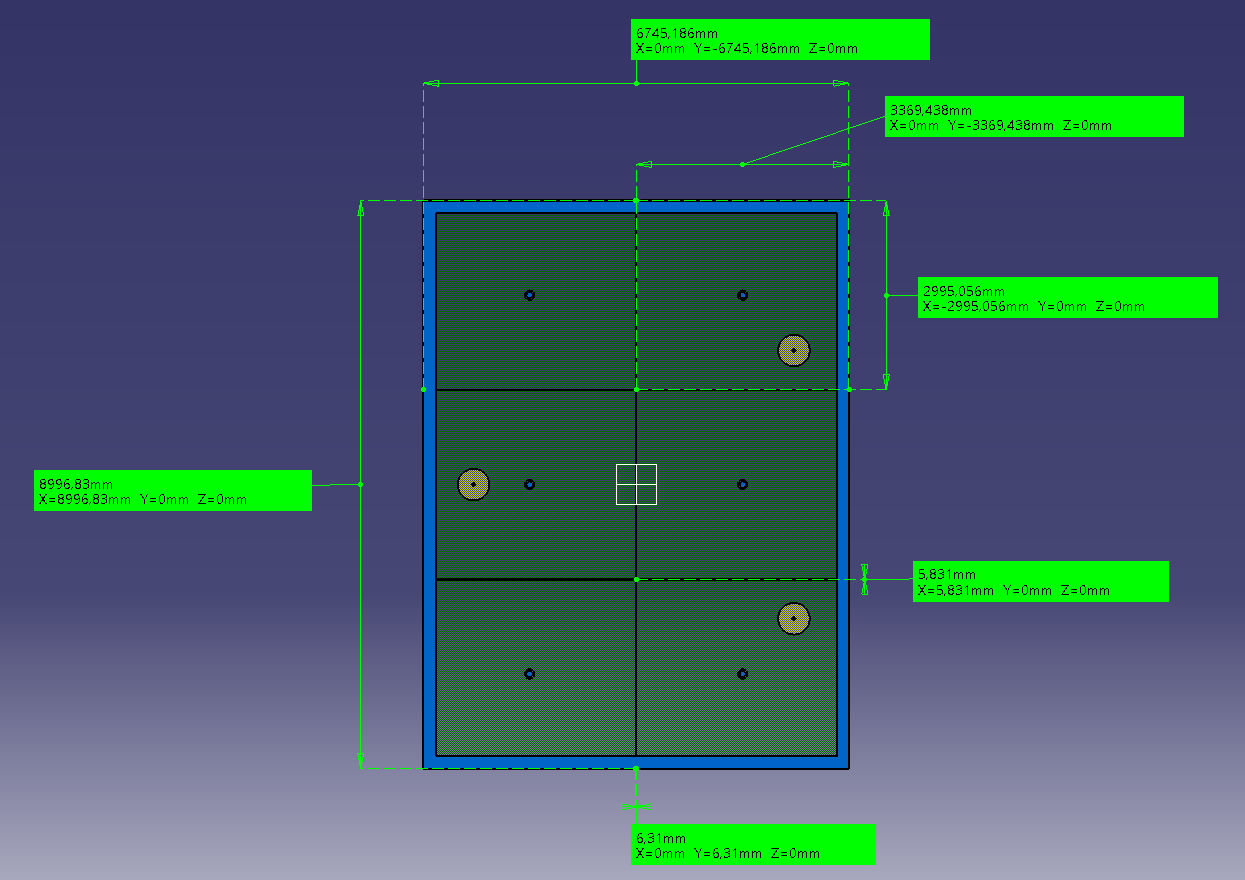 6745,186mm
X=0mm Y=-6745,186mm Z=0mm
3369,438mm
X=0mm Y=-3369,438mm Z=0mm
2995,056mm
X=-2995,056mm Y=0mm Z=0mm
8996,83mm
X=8996,83mm Y=0mm Z=0mm
5,831mm
X=5,831mm Y=0mm Z=0mm
6,31mm
X=0mm Y=6,31mm Z=0mm